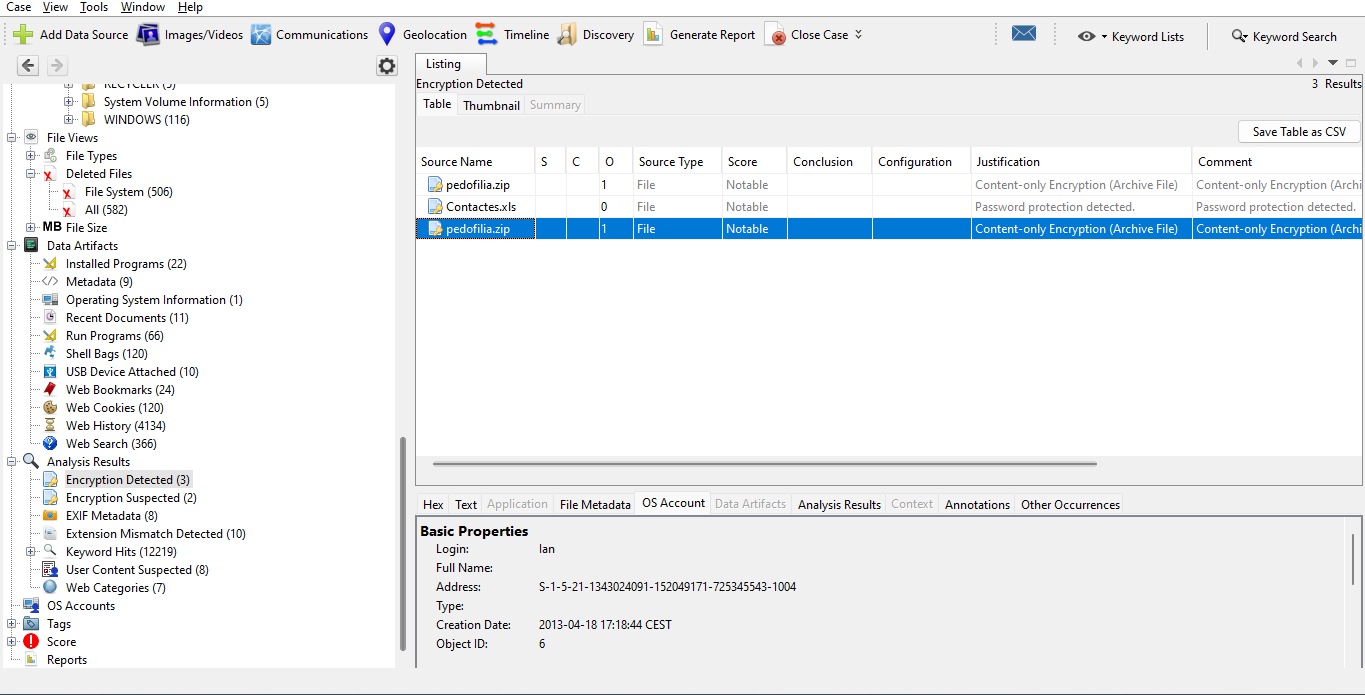 Case View Tools Window Help
Add Data Source Images/Videos Communications Geolocation Timeline Discovery Generate Report Close Case Keyword Lists Keyword Search
RECYCLER (5)
System Volume Information (5)
WINDOWS (116)
File Views
File Types
Deleted Files
File System (506)
All (582)
MB File Size
Data Artifacts
Installed Programs (22)
Metadata (9)
Operating System Information (1)
Recent Documents (11)
Run Programs (66)
Shell Bags (120)
USB Device Attached (10)
Web Bookmarks (24)
Web Cookies (120)
Web History (4134)
Web Search (366)
Analysis Results
Encryption Detected (3)
Encryption Suspected (2)
EXIF Metadata (8)
Extension Mismatch Detected (10)
Keyword Hits (12219)
User Content Suspected (8)
Web Categories (7)
OS Accounts
Tags
Score
Reports
Listing
Encryption Detected 3 Results
Table Thumbnail Summary
Save Table as CSV
Source Name S C O Source Type Score Conclusion Configuration Justification Comment
pedofilia.zip 1 File Notable Content-only Encryption (Archive File) Content-only Encryption (Archi
Contactes.xls 0 File Notable Password protection detected. Password protection detected.
pedofilia.zip 1 File Notable Content-only Encryption (Archive File) Content-only Encryption (Archi
Hex Text Application File Metadata OS Account Data Artifacts Analysis Results Context Annotations Other Occurrences
Basic Properties
Login: lan
Full Name:
Address: S-1-5-21-1343024091-152049171-725345543-1004
Type:
Creation Date: 2013-04-18 17:18:44 CEST
Object ID: 6